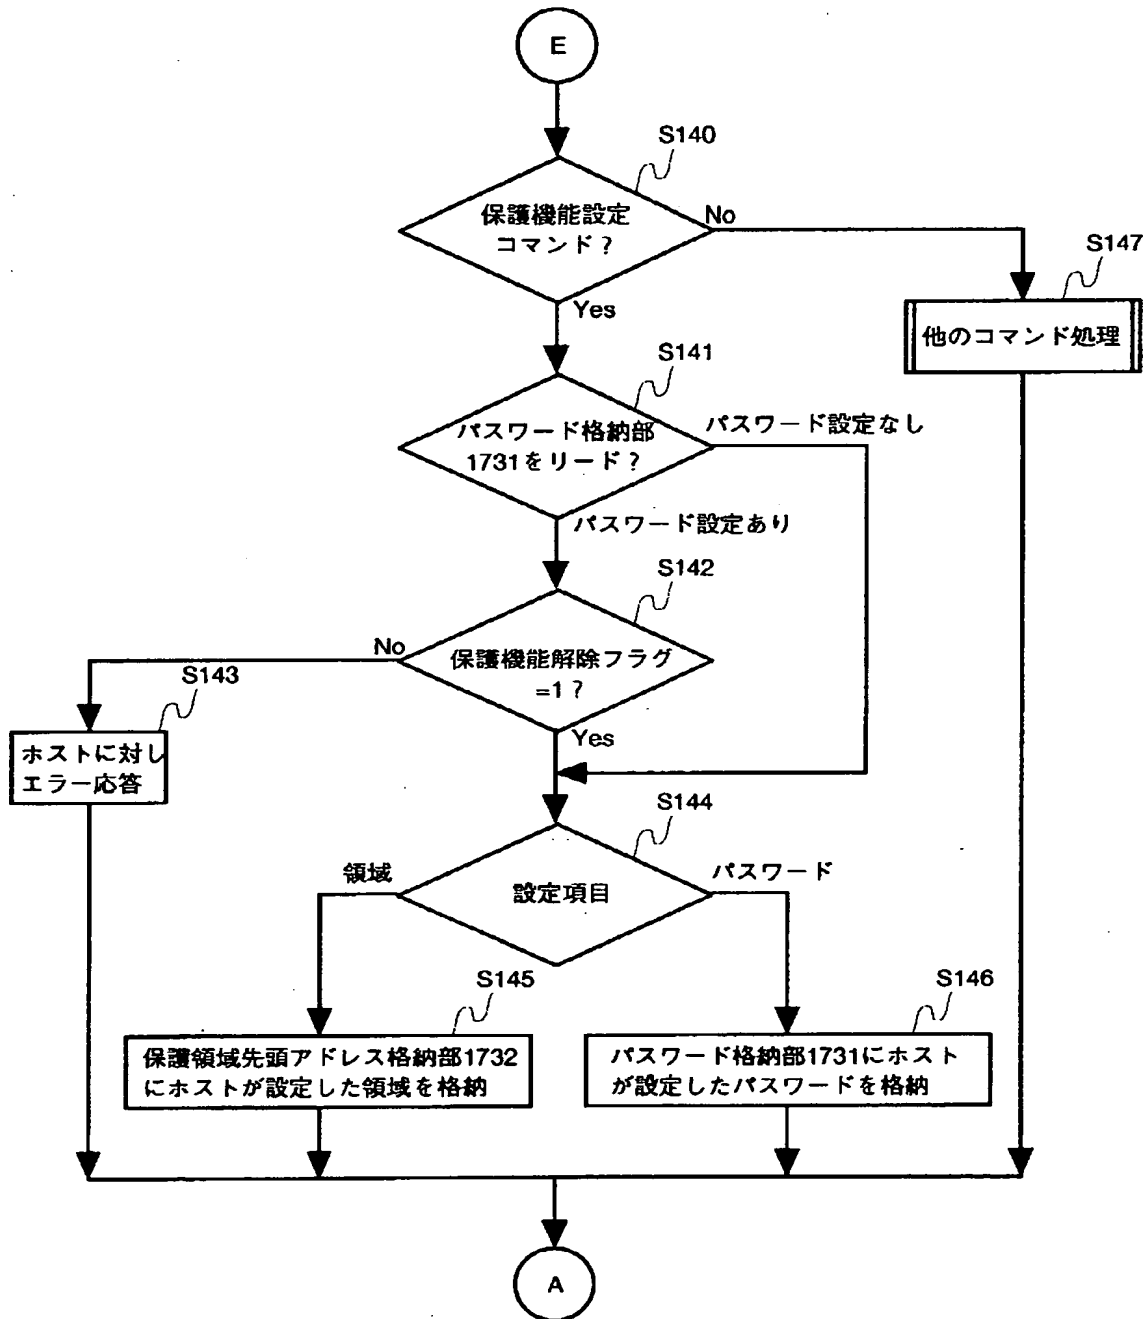 E
S140
保護機能設定
コマンド？
No
Yes
S147
他のコマンド処理
S141
パスワード格納部
1731をリード？
パスワード設定なし
パスワード設定あり
S142
保護機能解除フラグ
=1？
No
Yes
S143
ホストに対し
エラー応答
S144
設定項目
領域
パスワード
S145
保護領域先頭アドレス格納部1732
にホストが設定した領域を格納
S146
パスワード格納部1731にホスト
が設定したパスワードを格納
A